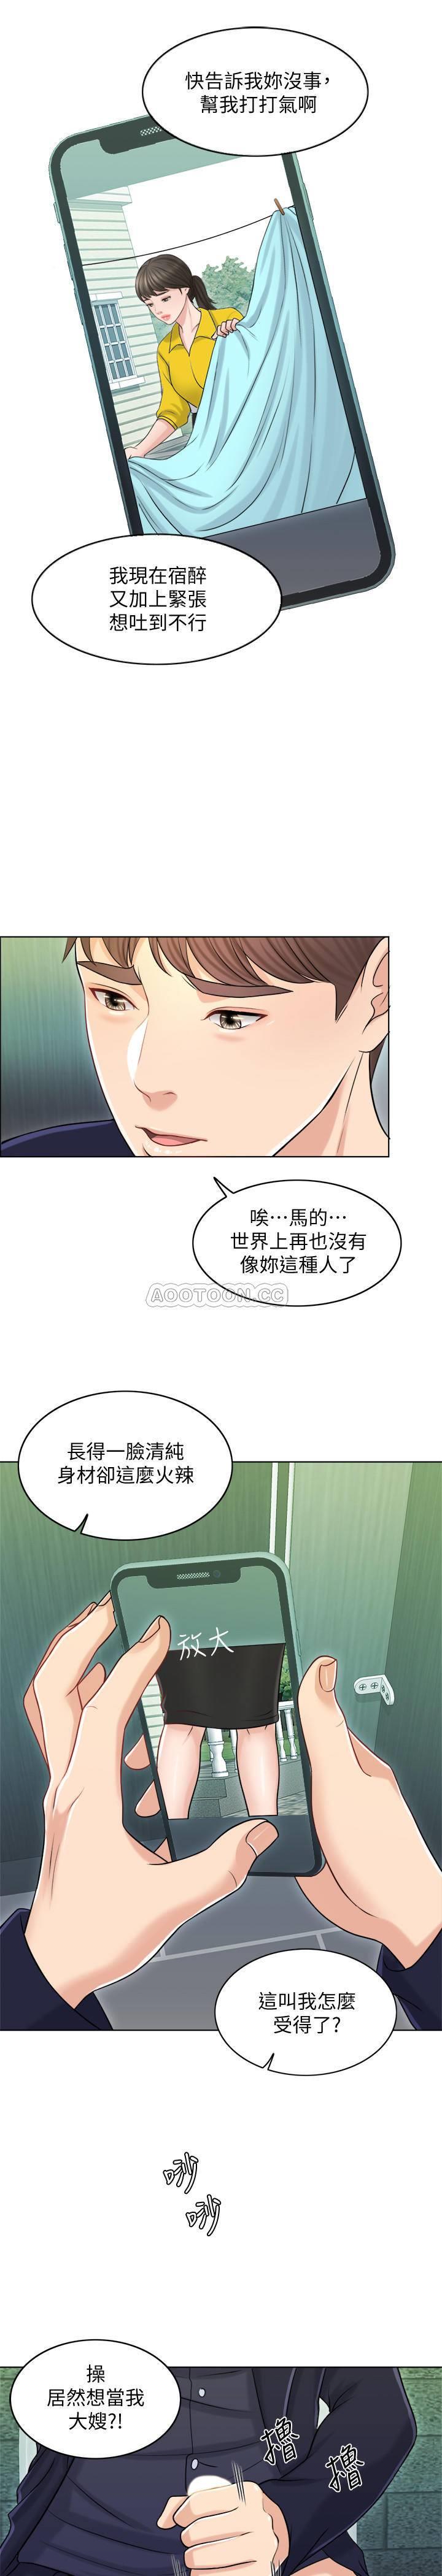 快告訴我妳沒事，
幫我打打氣啊
我現在宿醉
又加上緊張
想吐到不行
唉⋯馬的⋯
世界上再也沒有
像妳這種人了
AOOTOON.CC
長得一臉清純
身材卻這麼火辣
放大
這叫我怎麼
受得了?
唦
唦
操
居然想當我
大嫂?!
擼
擼